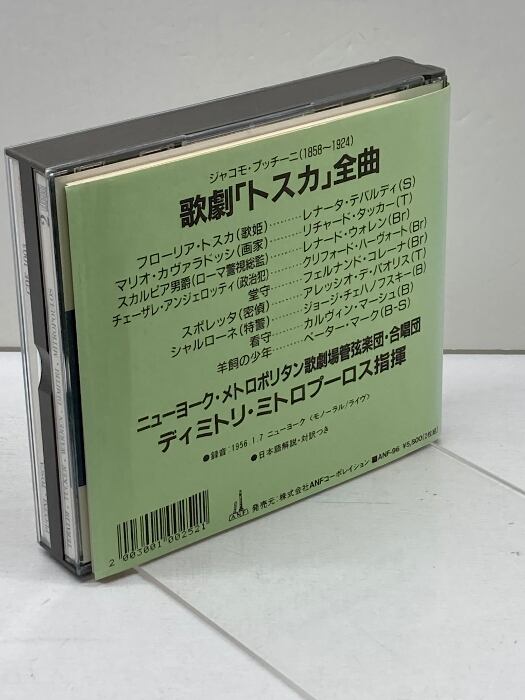 ジャコモ・プッチーニ(1858〜1924)
歌劇「トスカ」全曲
フローリア・トスカ(歌姫)………レナータ・テバルディ(S)
マリオ・カヴァラドッシ(画家)………リチャード・タッカー(T)
スカルピア男爵(ローマ警視総監)………レナード・ウォレン(Br)
チェーザレ・アンジェロッティ(政治犯)………クリフォード・ハーヴォート(Br)
堂守………フェルナンド・コレーナ(Br)
スポレッタ(密偵)………アレッシオ・デ・パオリス(T)
シャルローネ(特警)………ジョージ・チェハノフスキー(B)
看守………カルヴィン・マーシュ(B)
羊飼の少年………ペーター・マーク(B-S)
ニューヨーク・メトロポリタン歌劇場管弦楽団・合唱団
ディミトリ・ミトロプーロス指揮
●録音：1956.1.7 ニューヨーク〈モノーラル/ライヴ〉
●日本語解説・対訳つき
ANF 発売元：株式会社ANFコーポレイション ■ANF-96 ¥5,900(2枚組)
2003001002521